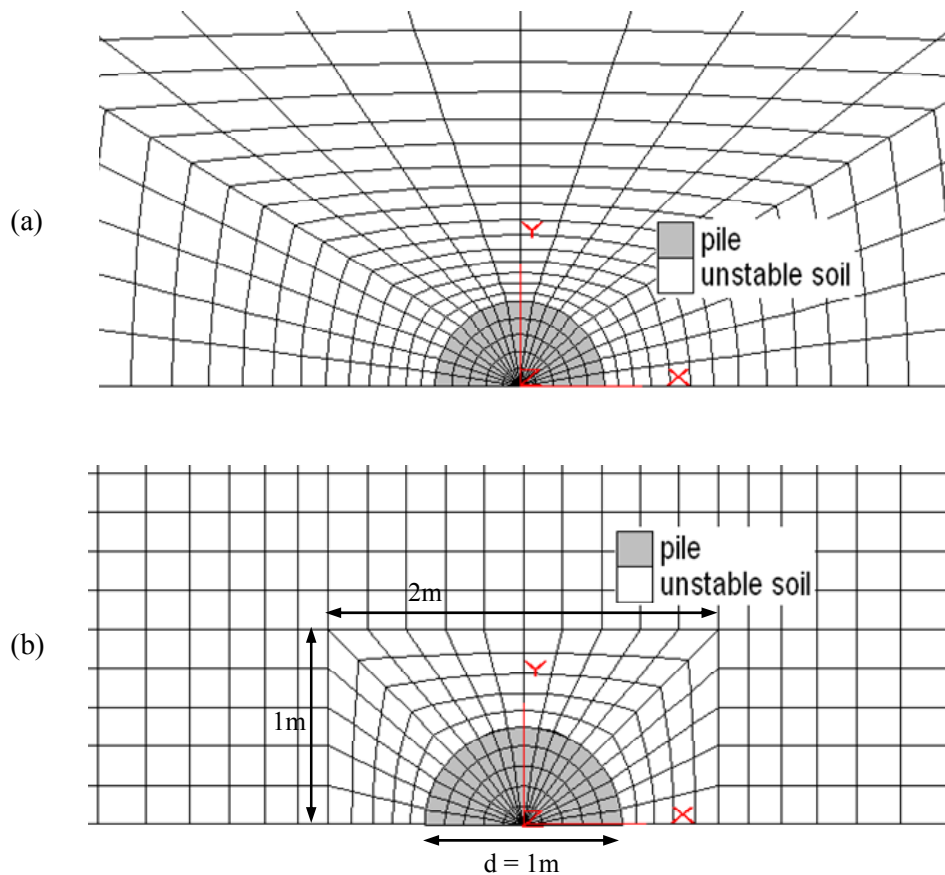 (a)
Y
pile
unstable soil
Z
X
(b)
pile
unstable soil
2m
Y
1m
Z
X
d = 1m